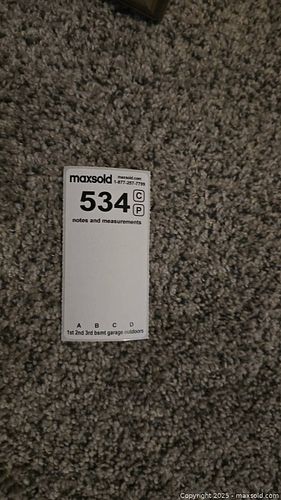 maxsold maxsold.com
1-877-257-7799
534 C
P
notes and measurements
A B C D
1st 2nd 3rd bsmt garage outdoors
Copyright 2025 - maxsold.com